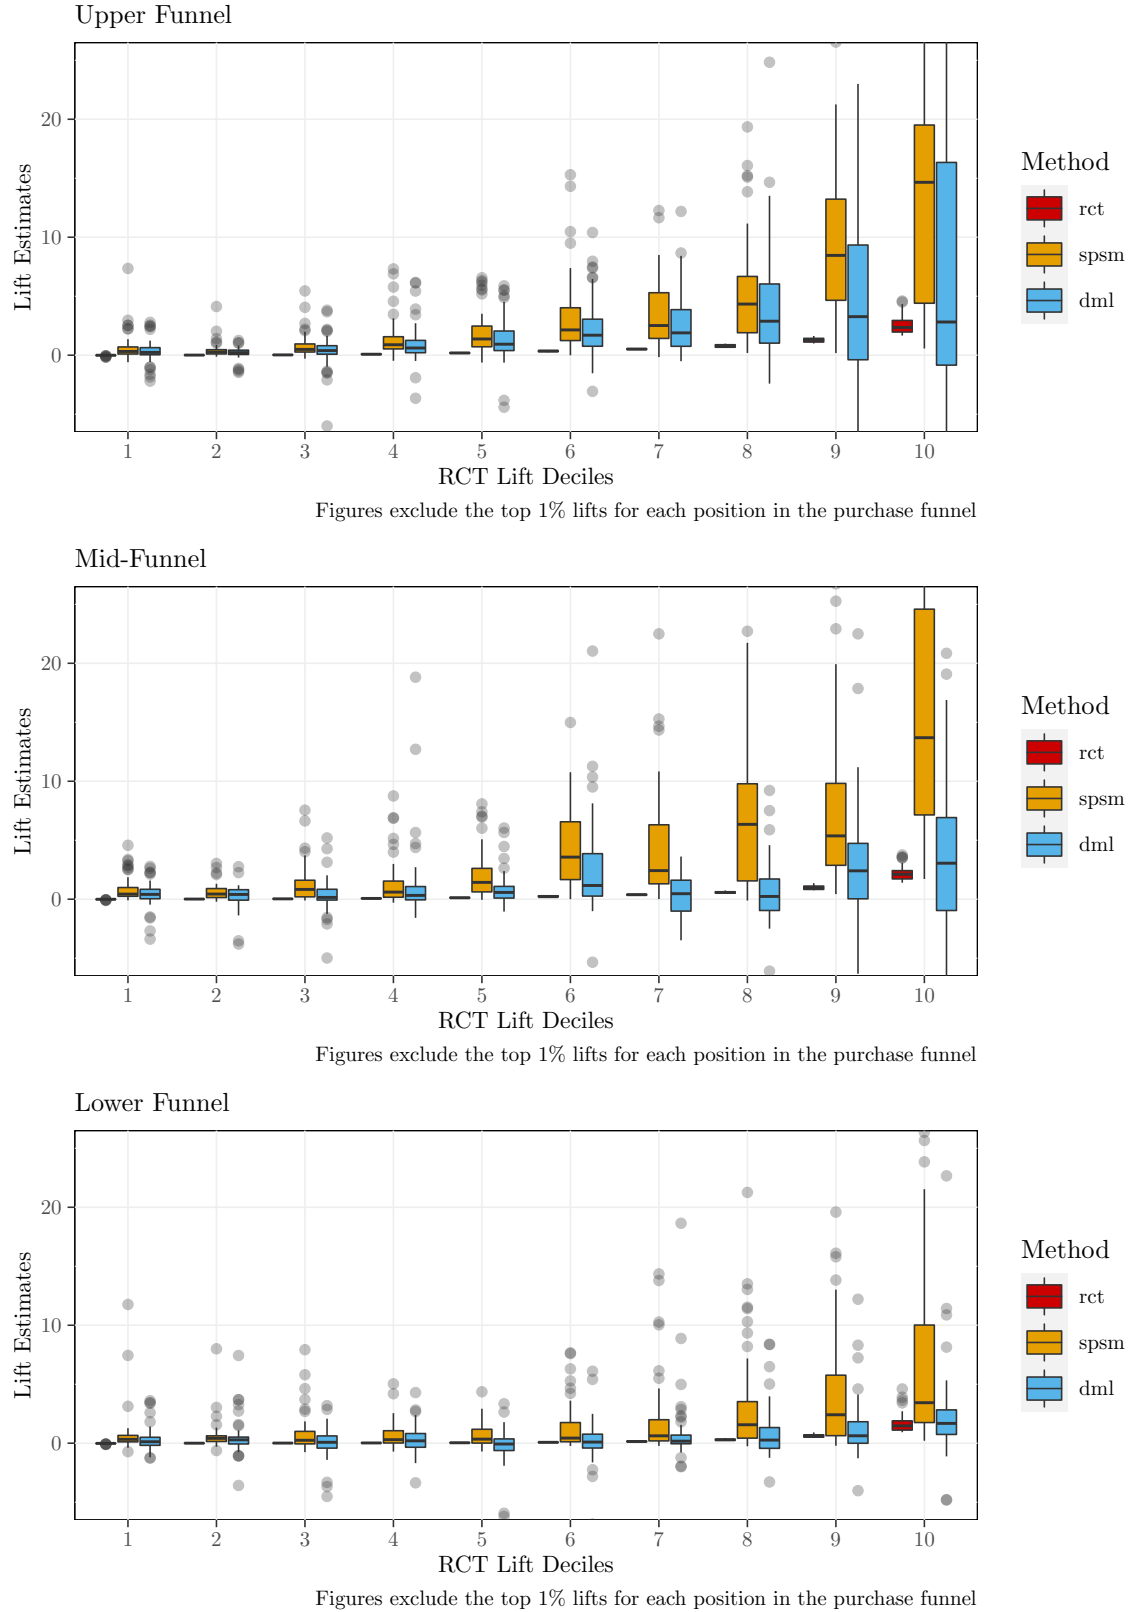 Upper Funnel
20
10
0
Lift Estimates
1 2 3 4 5 6 7 8 9 10
RCT Lift Deciles
Figures exclude the top 1% lifts for each position in the purchase funnel
Method
rct
spsm
dml
Mid-Funnel
20
10
0
Lift Estimates
1 2 3 4 5 6 7 8 9 10
RCT Lift Deciles
Figures exclude the top 1% lifts for each position in the purchase funnel
Method
rct
spsm
dml
Lower Funnel
20
10
0
Lift Estimates
1 2 3 4 5 6 7 8 9 10
RCT Lift Deciles
Figures exclude the top 1% lifts for each position in the purchase funnel
Method
rct
spsm
dml